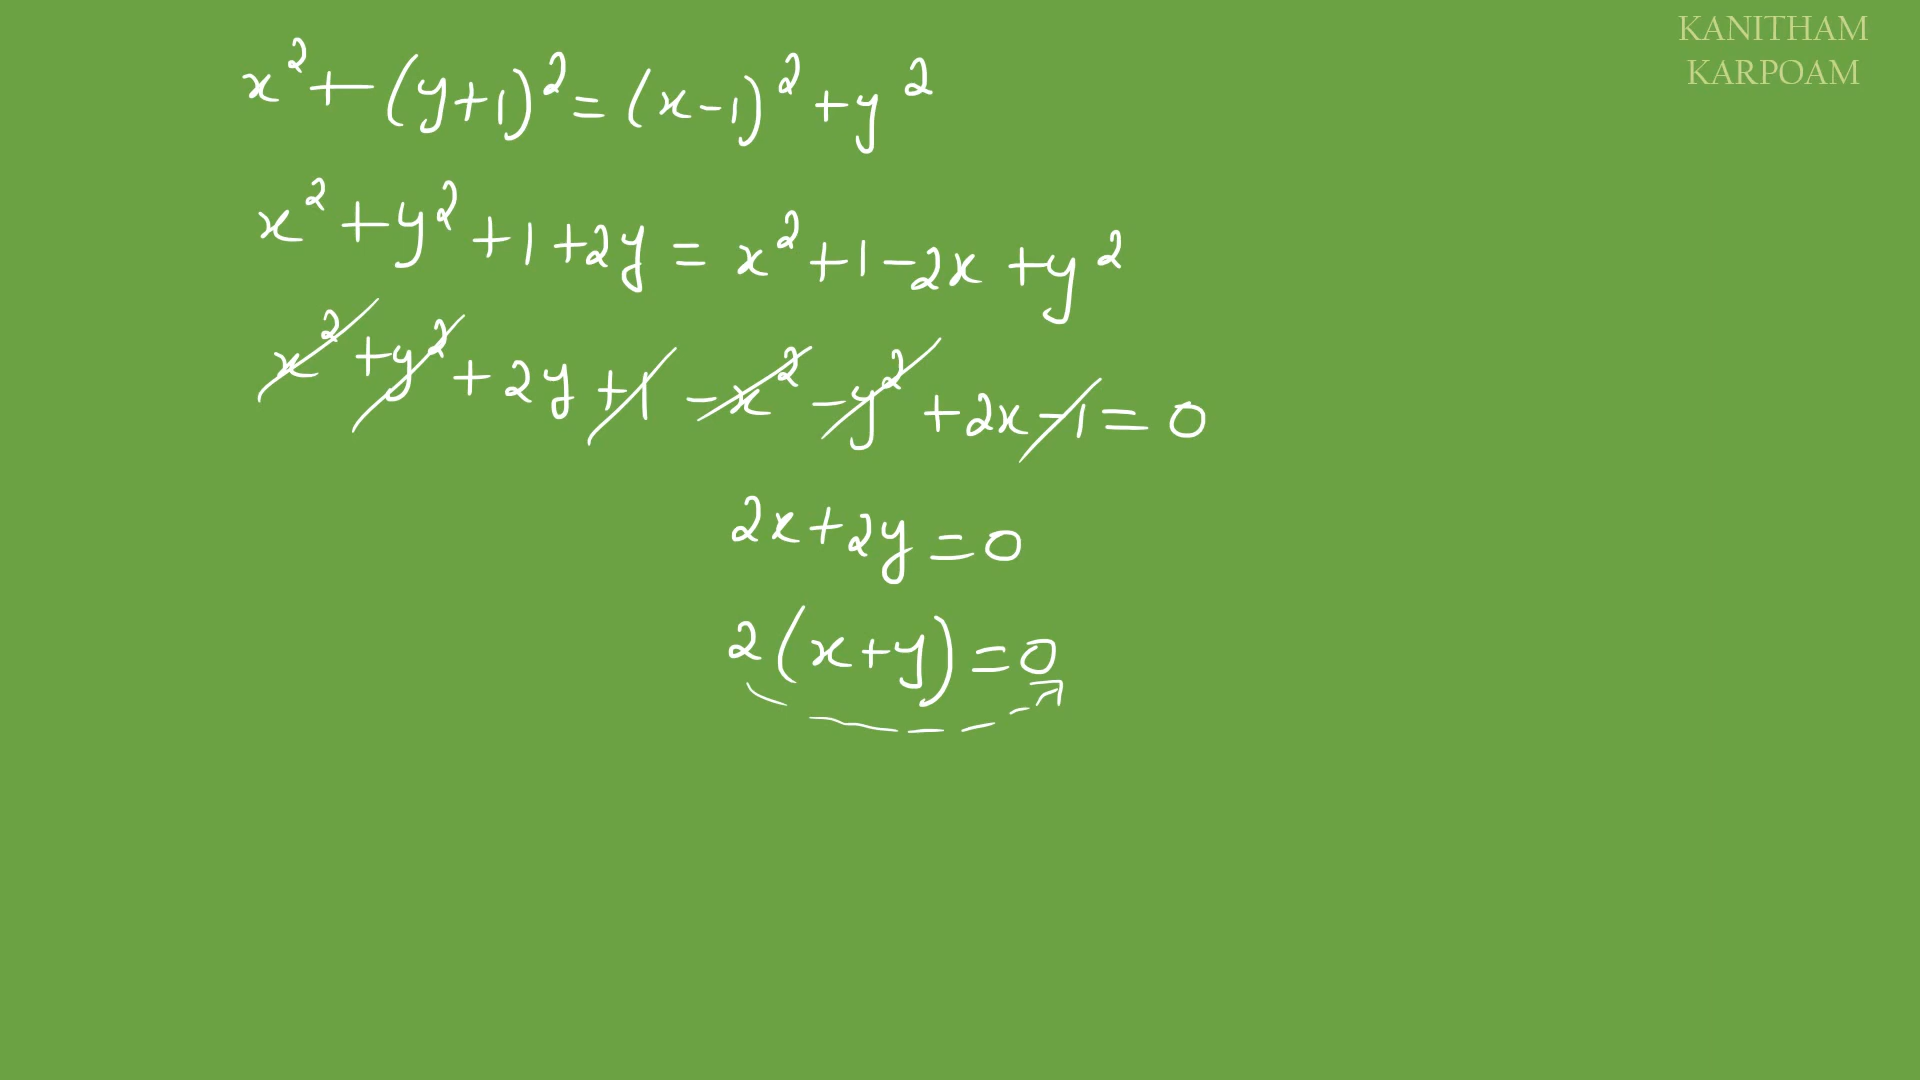 KANITHAM
KARPOAM
x² + (y+1)² = (x-1)² + y²
x² + y² + 1 + 2y = x² + 1 - 2x + y²
x² + y² + 2y + 1 - x² - y² + 2x - 1 = 0
2x + 2y = 0
2(x+y) = 0